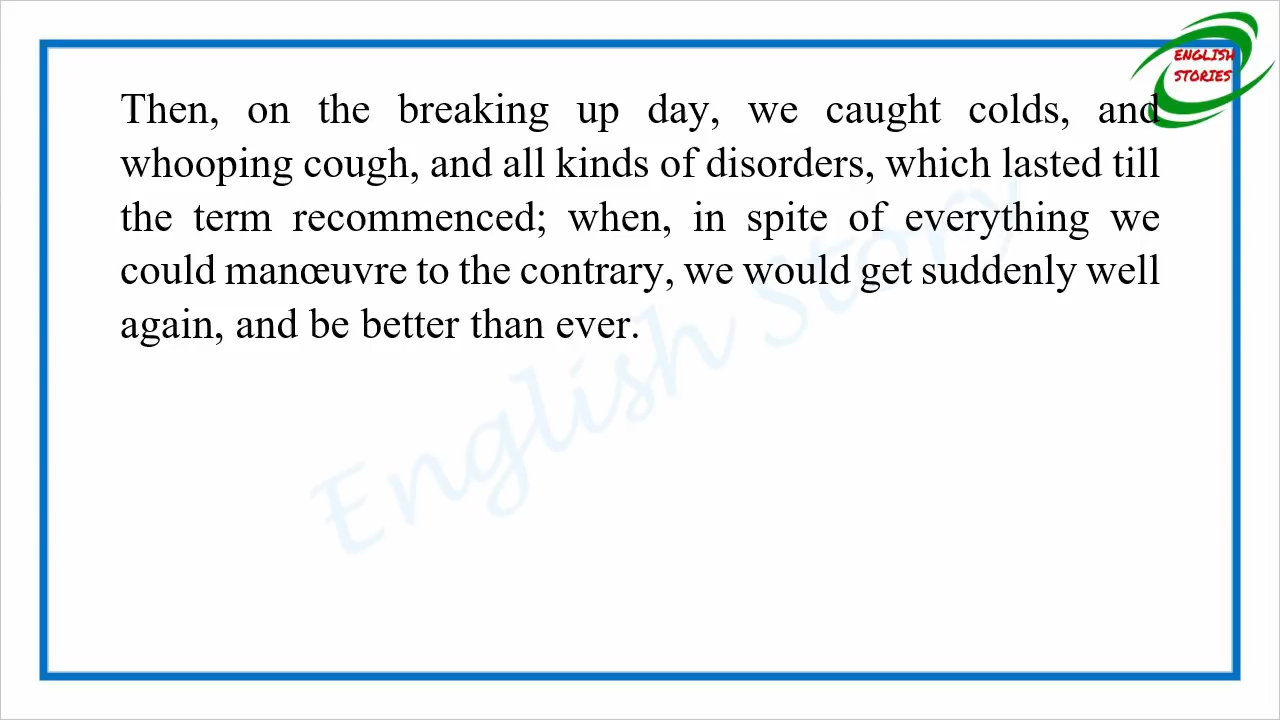 ENGLISH
STORIES
Then, on the breaking up day, we caught colds, and
whooping cough, and all kinds of disorders, which lasted till
the term recommenced; when, in spite of everything we
could manœuvre to the contrary, we would get suddenly well
again, and be better than ever.
English Story